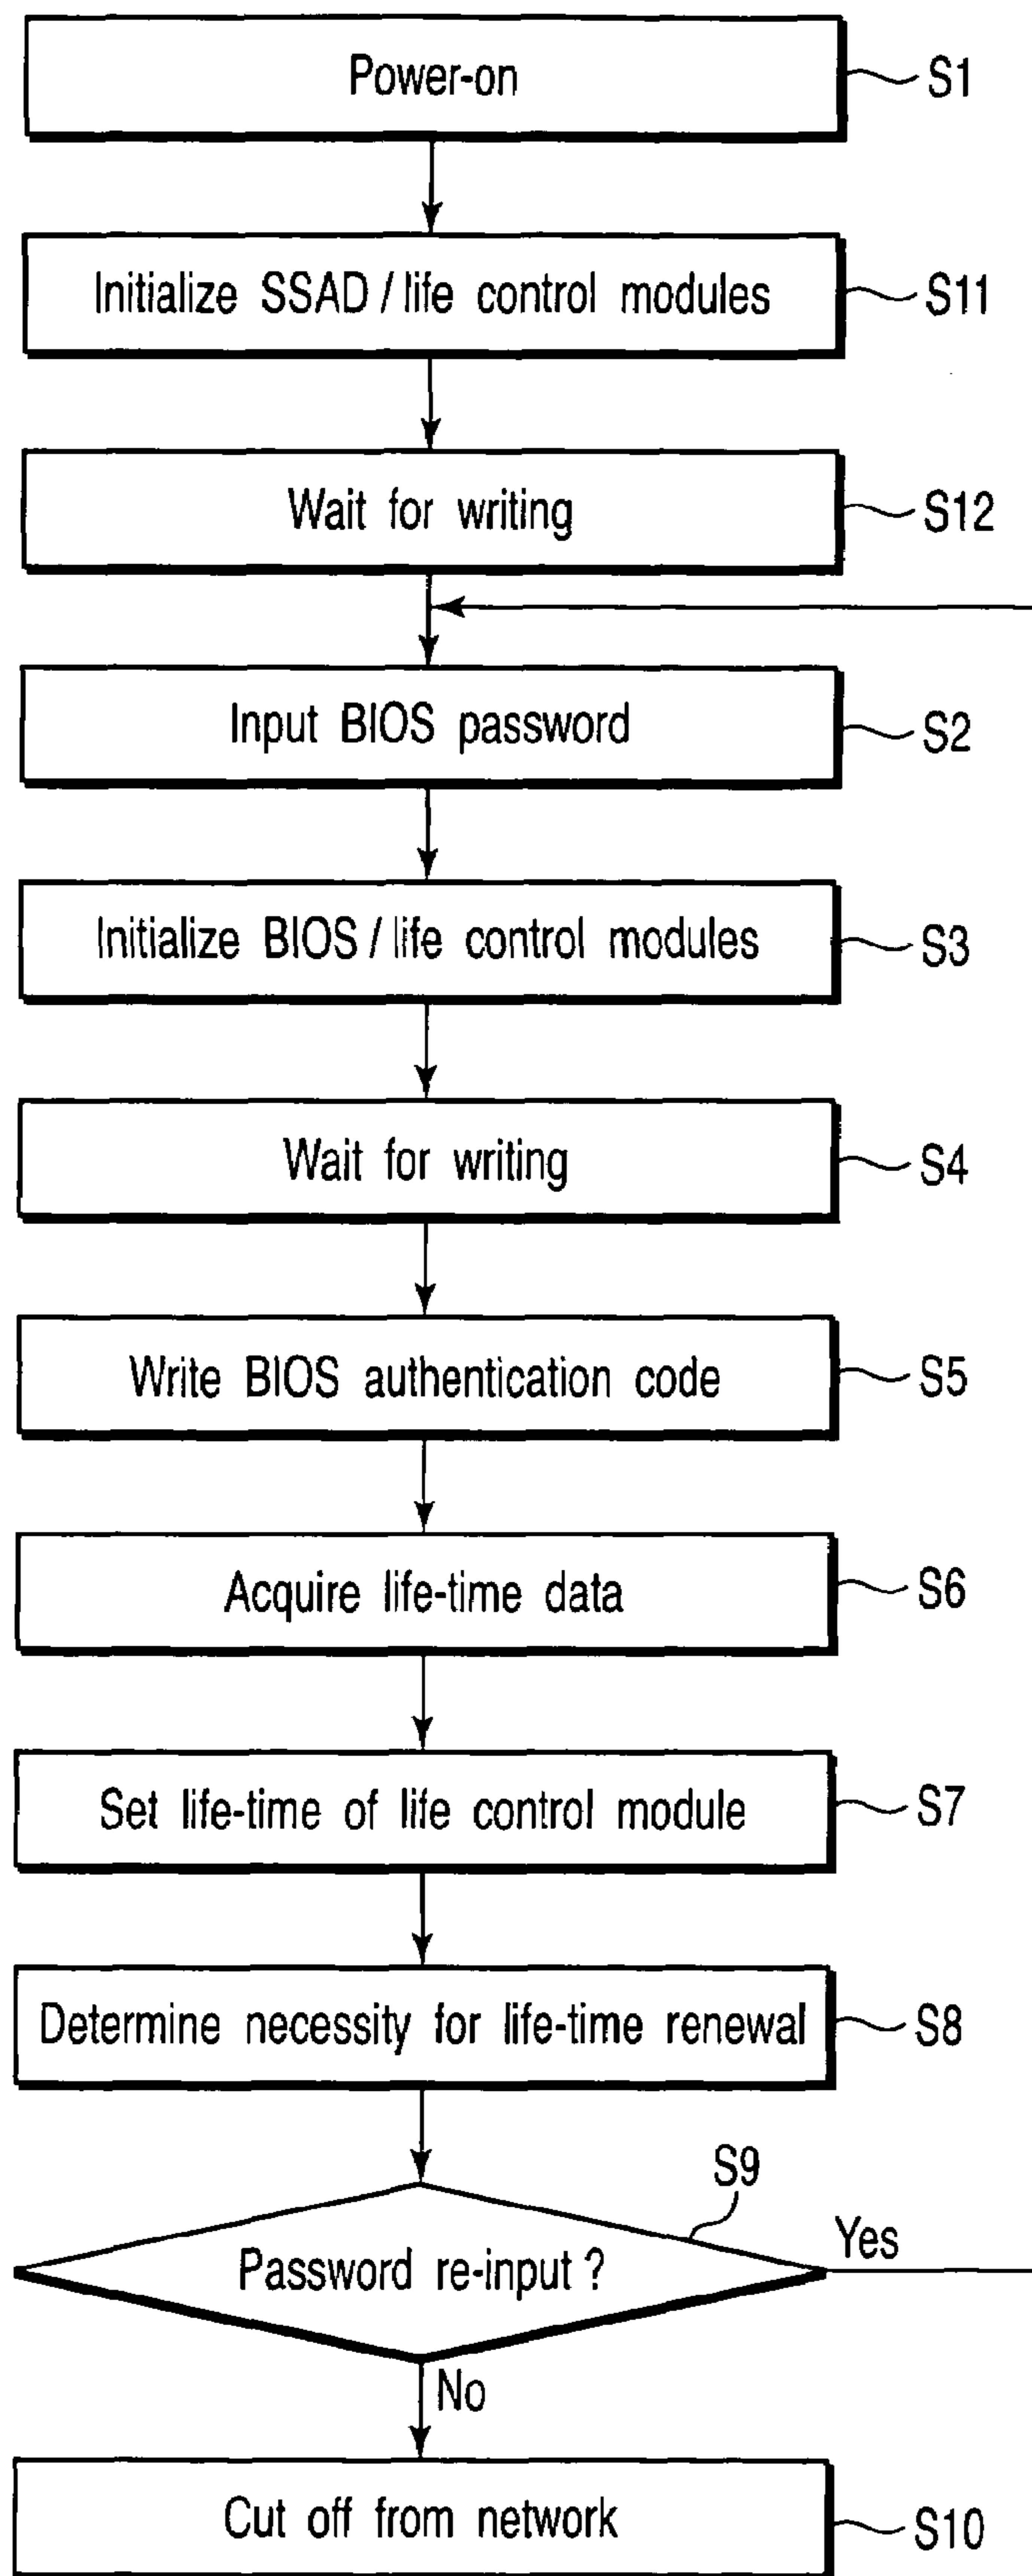 Power-on
S1
Initialize SSAD / life control modules
S11
Wait for writing
S12
Input BIOS password
S2
Initialize BIOS / life control modules
S3
Wait for writing
S4
Write BIOS authentication code
S5
Acquire life-time data
S6
Set life-time of life control module
S7
Determine necessity for life-time renewal
S8
S9
Password re-input ?
Yes
No
Cut off from network
S10